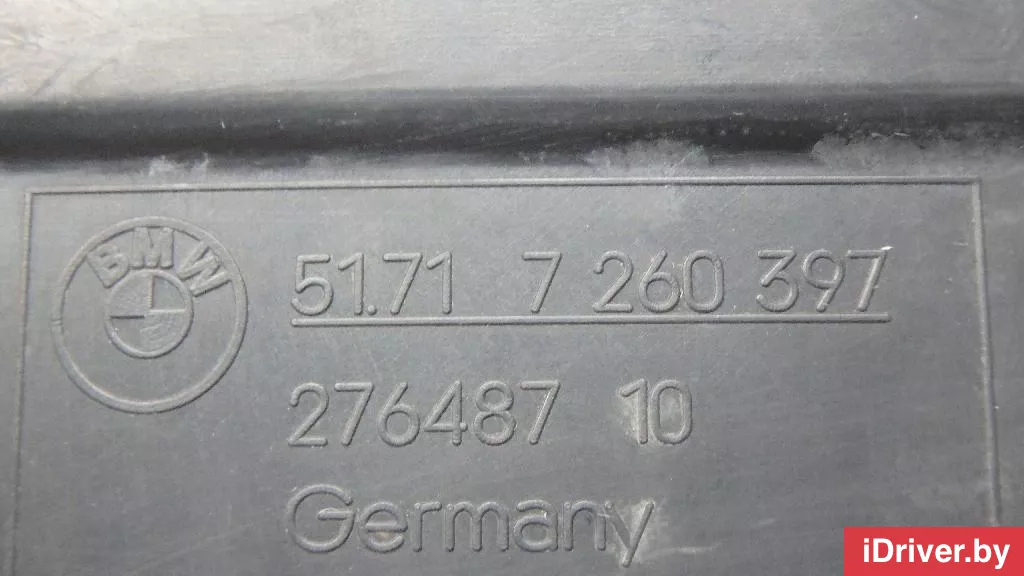 BMW
51.71 7 260 397
276487 10
Germany
iDriver.by